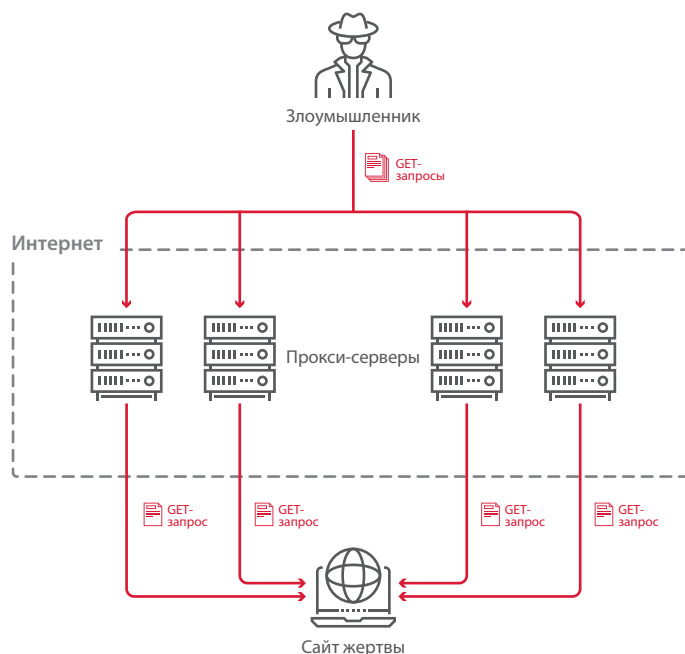 Злоумышленник
GET-
запросы
Интернет
Прокси-серверы
GET-
запрос
GET-
запрос
GET-
запрос
GET-
запрос
Сайт жертвы